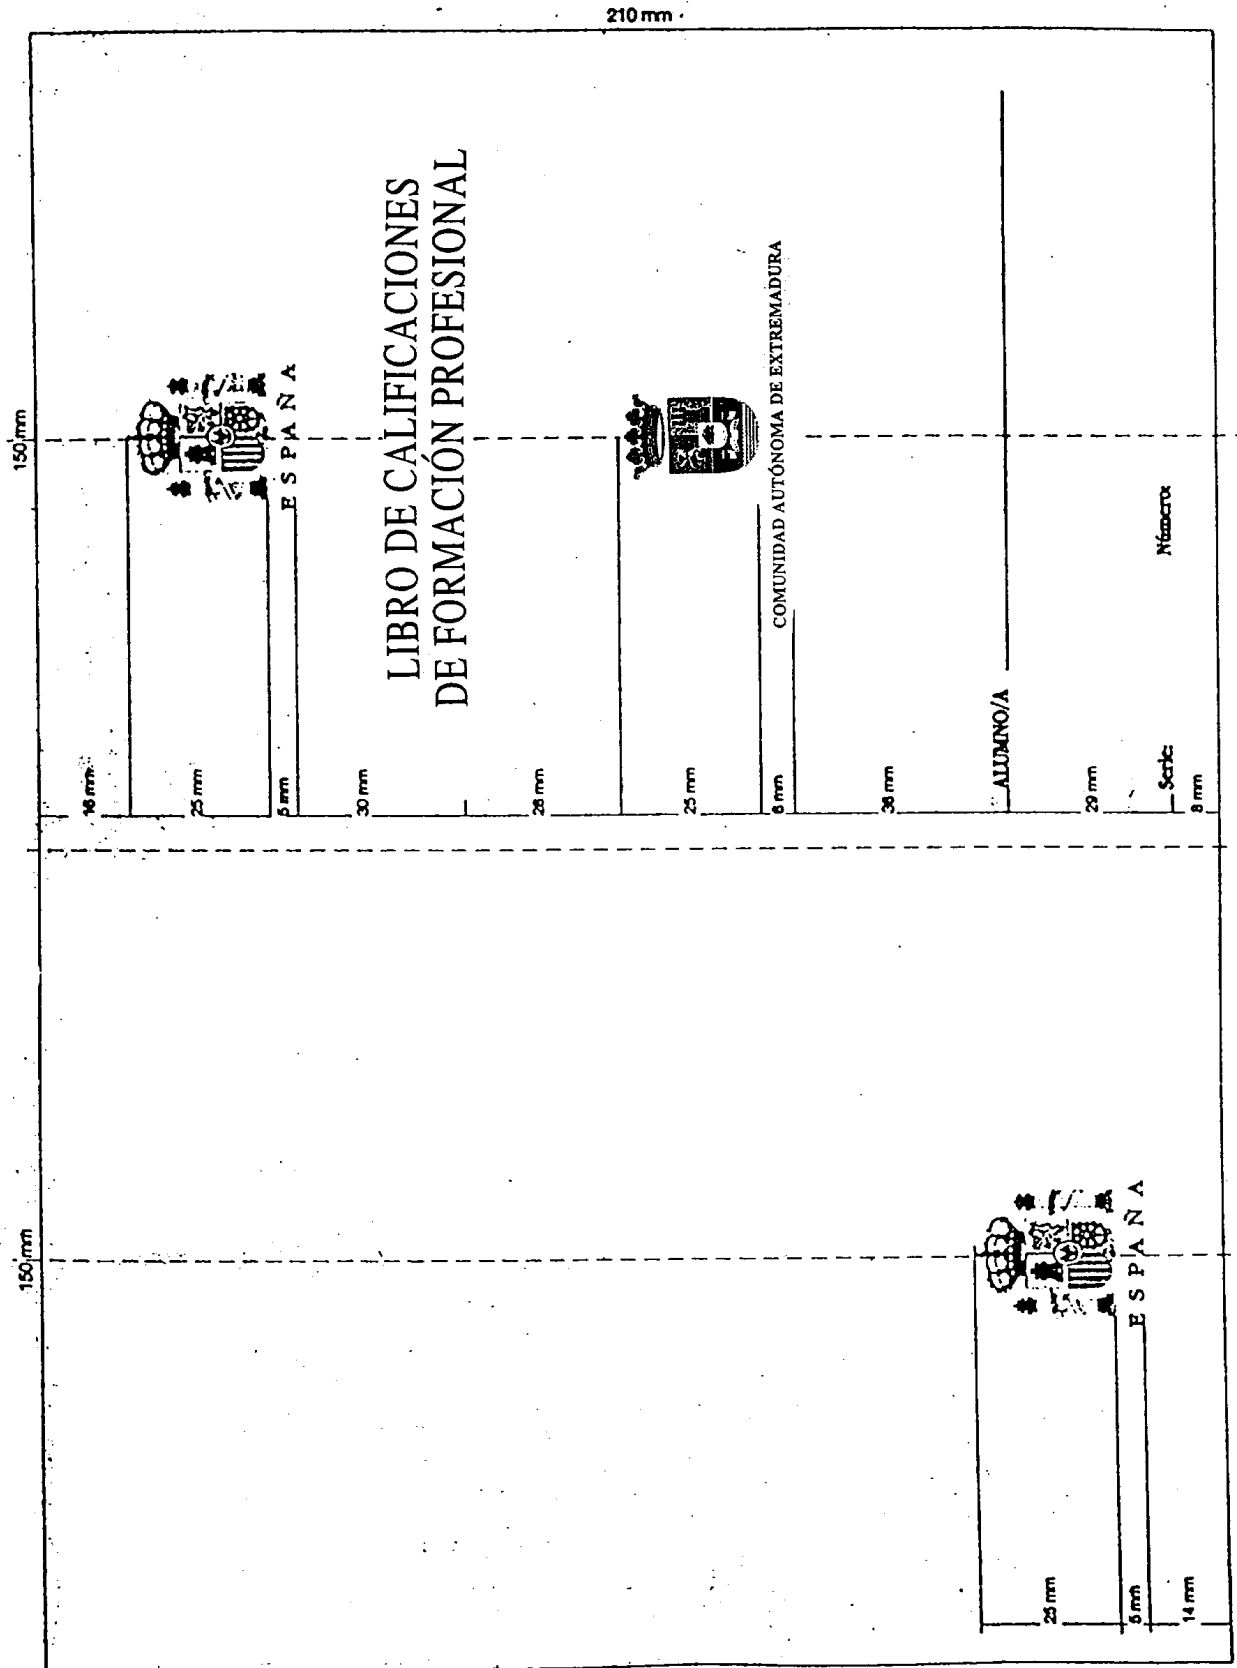 210 mm
150 mm
ESPAÑA
LIBRO DE CALIFICACIONES
DE FORMACIÓN PROFESIONAL
COMUNIDAD AUTÓNOMA DE EXTREMADURA
ALUMNO/A
Serie:
Número:
16 mm
25 mm
5 mm
30 mm
28 mm
25 mm
6 mm
38 mm
29 mm
8 mm
150 mm
ESPAÑA
25 mm
5 mm
14 mm